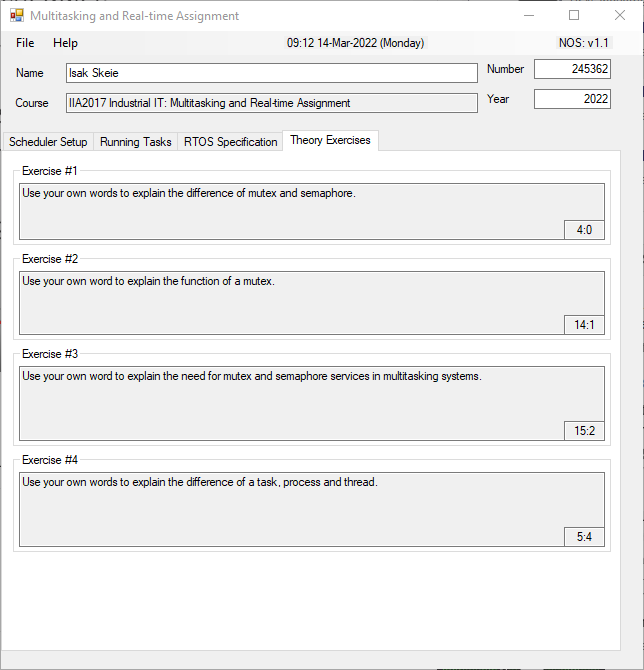 Multitasking and Real-time Assignment
File Help 09:12 14-Mar-2022 (Monday) NOS: v1.1
Name Isak Skeie Number 245362
Course IIA2017 Industrial IT: Multitasking and Real-time Assignment Year 2022
Scheduler Setup Running Tasks RTOS Specification Theory Exercises
Exercise #1
Use your own words to explain the difference of mutex and semaphore.
4:0
Exercise #2
Use your own word to explain the function of a mutex.
14:1
Exercise #3
Use your own word to explain the need for mutex and semaphore services in multitasking systems.
15:2
Exercise #4
Use your own words to explain the difference of a task, process and thread.
5:4